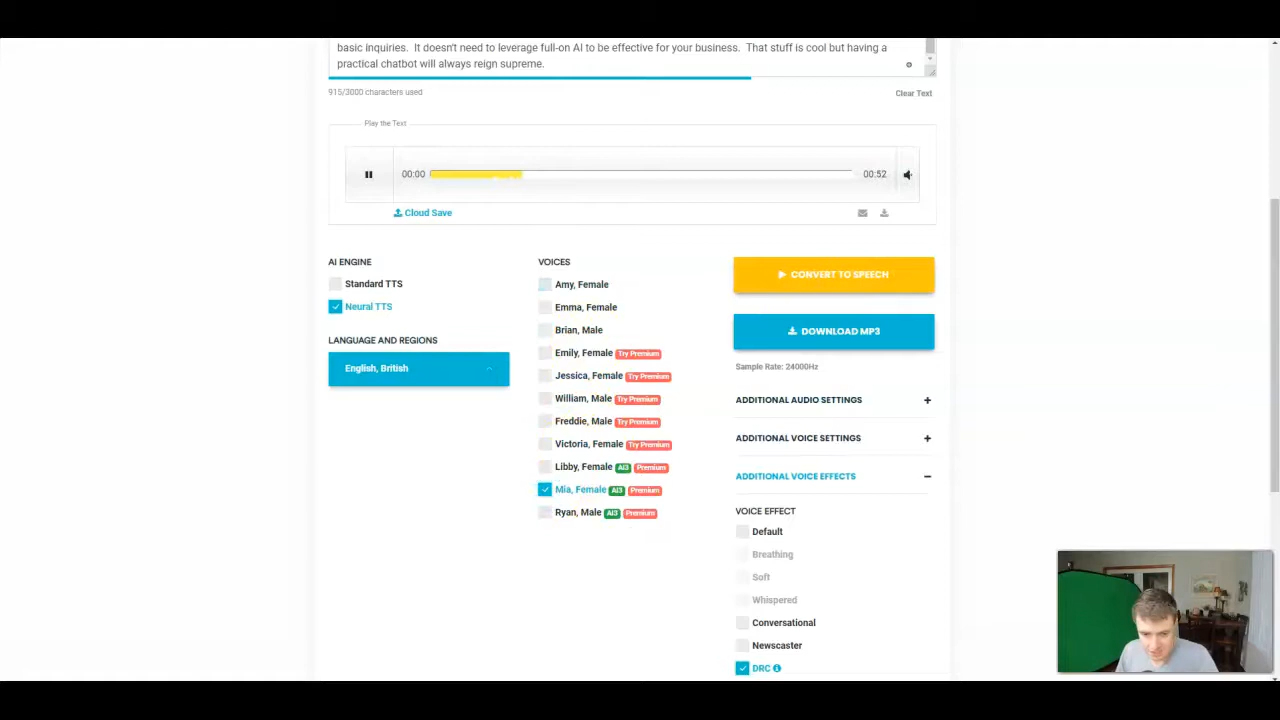 basic inquiries. It doesn't need to leverage full-on AI to be effective for your business. That stuff is cool but having a
practical chatbot will always reign supreme.
915/3000 characters used
Clear Text
Play the Text
00:00
00:52
Cloud Save
AI ENGINE
Standard TTS
Neural TTS
LANGUAGE AND REGIONS
English, British
VOICES
Amy, Female
Emma, Female
Brian, Male
Emily, Female Try Premium
Jessica, Female Try Premium
William, Male Try Premium
Freddie, Male Try Premium
Victoria, Female Try Premium
Libby, Female AI3 Premium
Mia, Female AI3 Premium
Ryan, Male AI3 Premium
CONVERT TO SPEECH
DOWNLOAD MP3
Sample Rate: 24000Hz
ADDITIONAL AUDIO SETTINGS +
ADDITIONAL VOICE SETTINGS +
ADDITIONAL VOICE EFFECTS −
VOICE EFFECT
Default
Breathing
Soft
Whispered
Conversational
Newscaster
DRC